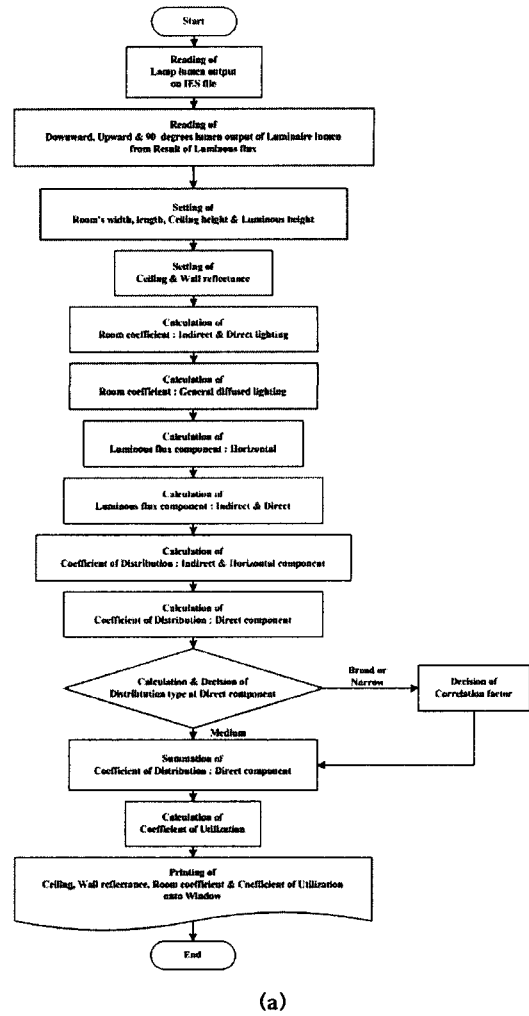 Start
Reading of
Lamp lumen output
on IES file
Reading of
Downward, Upward & 90 degrees lumen output of Luminaire lumen
from Result of Luminous flux
Setting of
Room's width, length, Ceiling height & Luminous height
Setting of
Ceiling & Wall reflectance
Calculation of
Room coefficient : Indirect & Direct lighting
Calculation of
Room coefficient : General diffused lighting
Calculation of
Luminous flux component : Horizontal
Calculation of
Luminous flux component : Indirect & Direct
Calculation of
Coefficient of Distribution : Indirect & Horizontal component
Calculation of
Coefficient of Distribution : Direct component
Calculation & Decision of
Distribtution type at Direct component
Broad or
Narrow
Decision of
Correlation factor
Medium
Summation of
Coefficient of Distribution : Direct component
Calculation of
Coefficient of Utilization
Printing of
Ceiling, Wall reflectance, Room coefficient & Coefficient of Utilization
onto Window
End
(a)